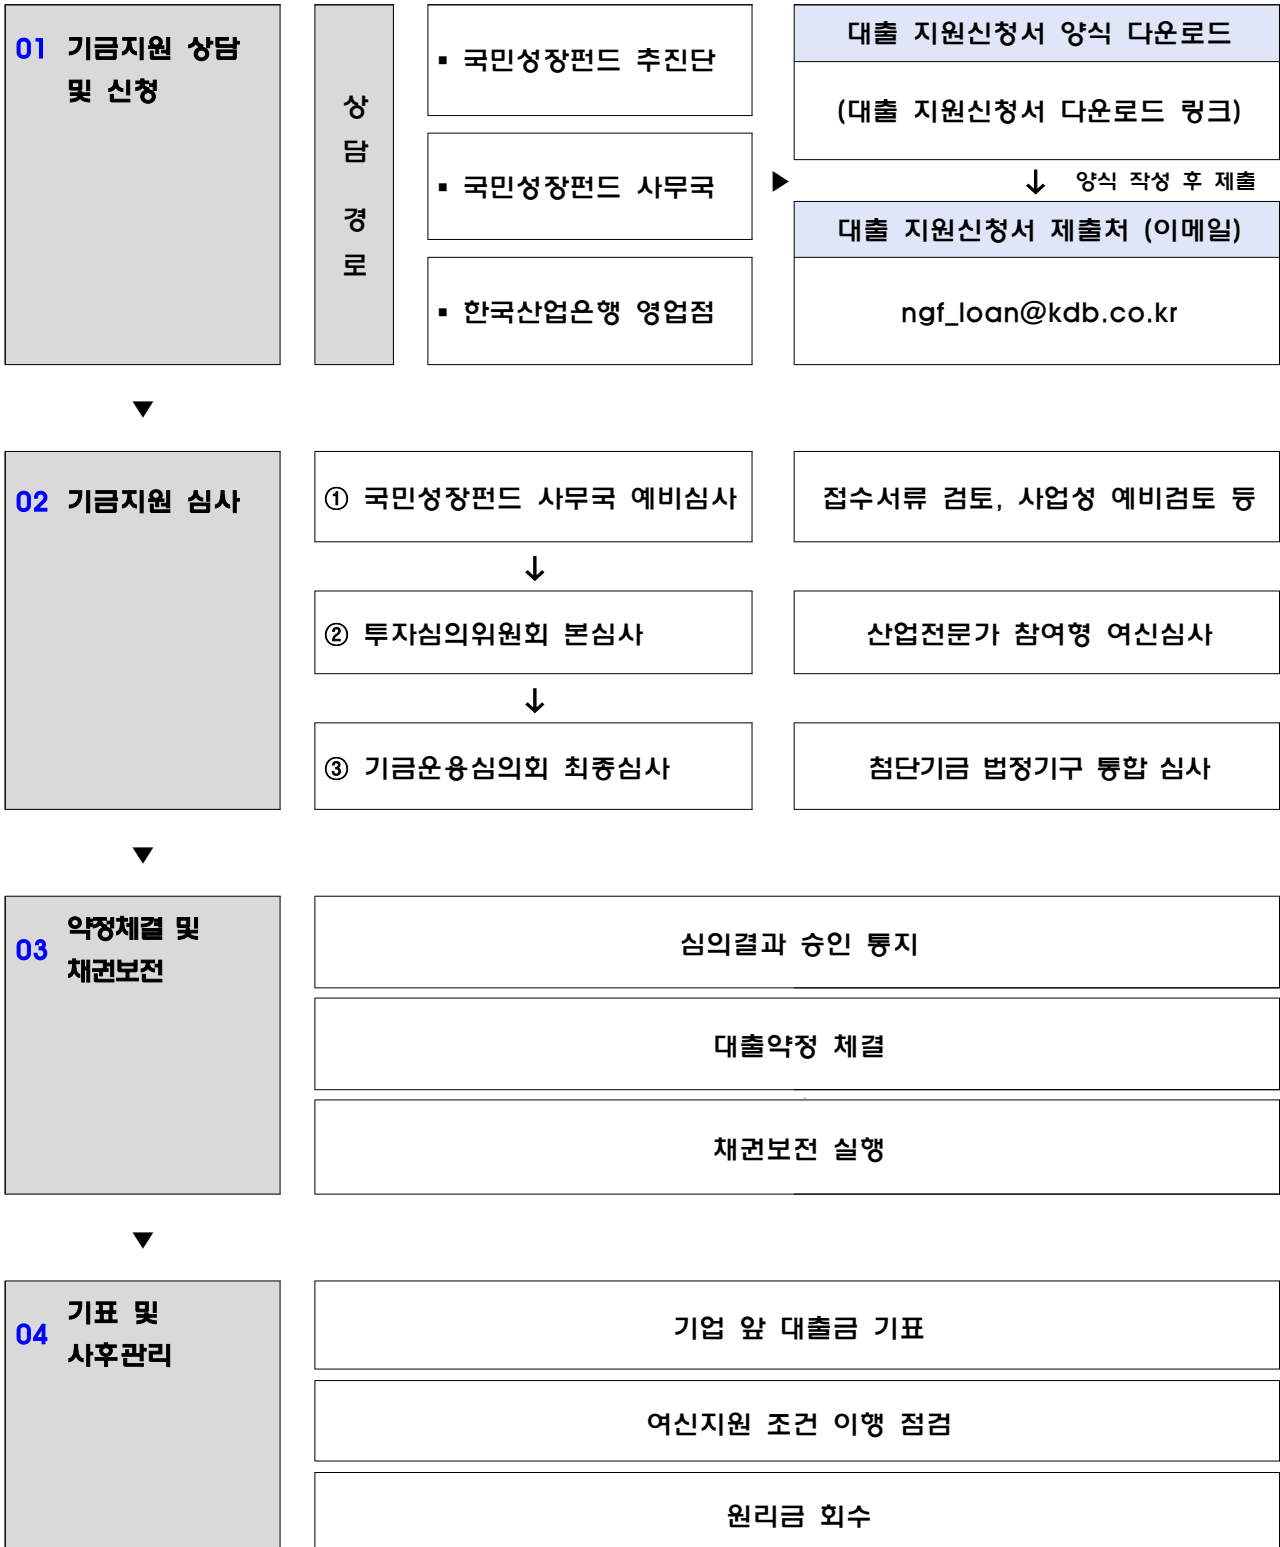 01 기금지원 상담
및 신청
상
담
경
로
▪ 국민성장펀드 추진단
▪ 국민성장펀드 사무국
▪ 한국산업은행 영업점
▶
대출 지원신청서 양식 다운로드
(대출 지원신청서 다운로드 링크)
↓ 양식 작성 후 제출
대출 지원신청서 제출처 (이메일)
ngf_loan@kdb.co.kr
▼
02 기금지원 심사
① 국민성장펀드 사무국 예비심사
접수서류 검토, 사업성 예비검토 등
↓
② 투자심의위원회 본심사
산업전문가 참여형 여신심사
↓
③ 기금운용심의회 최종심사
첨단기금 법정기구 통합 심사
▼
03 약정체결 및
채권보전
심의결과 승인 통지
대출약정 체결
채권보전 실행
▼
04 기표 및
사후관리
기업 앞 대출금 기표
여신지원 조건 이행 점검
원리금 회수